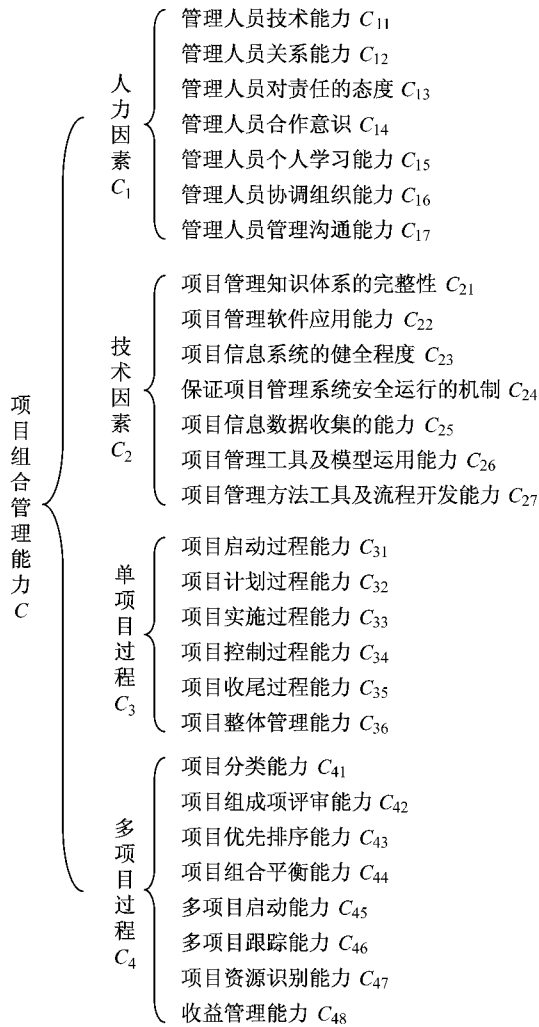 项目组合管理能力 C
人力因素 C₁
管理人员技术能力 C₁₁
管理人员关系能力 C₁₂
管理人员对责任的态度 C₁₃
管理人员合作意识 C₁₄
管理人员个人学习能力 C₁₅
管理人员协调组织能力 C₁₆
管理人员管理沟通能力 C₁₇
技术因素 C₂
项目管理知识体系的完整性 C₂₁
项目管理软件应用能力 C₂₂
项目信息系统的健全程度 C₂₃
保证项目管理系统安全运行的机制 C₂₄
项目信息数据收集的能力 C₂₅
项目管理工具及模型运用能力 C₂₆
项目管理方法工具及流程开发能力 C₂₇
单项目过程 C₃
项目启动过程能力 C₃₁
项目计划过程能力 C₃₂
项目实施过程能力 C₃₃
项目控制过程能力 C₃₄
项目收尾过程能力 C₃₅
项目整体管理能力 C₃₆
多项目过程 C₄
项目分类能力 C₄₁
项目组成项评审能力 C₄₂
项目优先排序能力 C₄₃
项目组合平衡能力 C₄₄
多项目启动能力 C₄₅
多项目跟踪能力 C₄₆
项目资源识别能力 C₄₇
收益管理能力 C₄₈